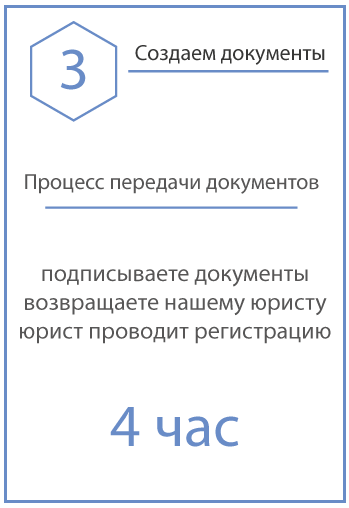 3
Создаем документы
Процесс передачи документов
подписываете документы
возвращаете нашему юристу
юрист проводит регистрацию
4 час